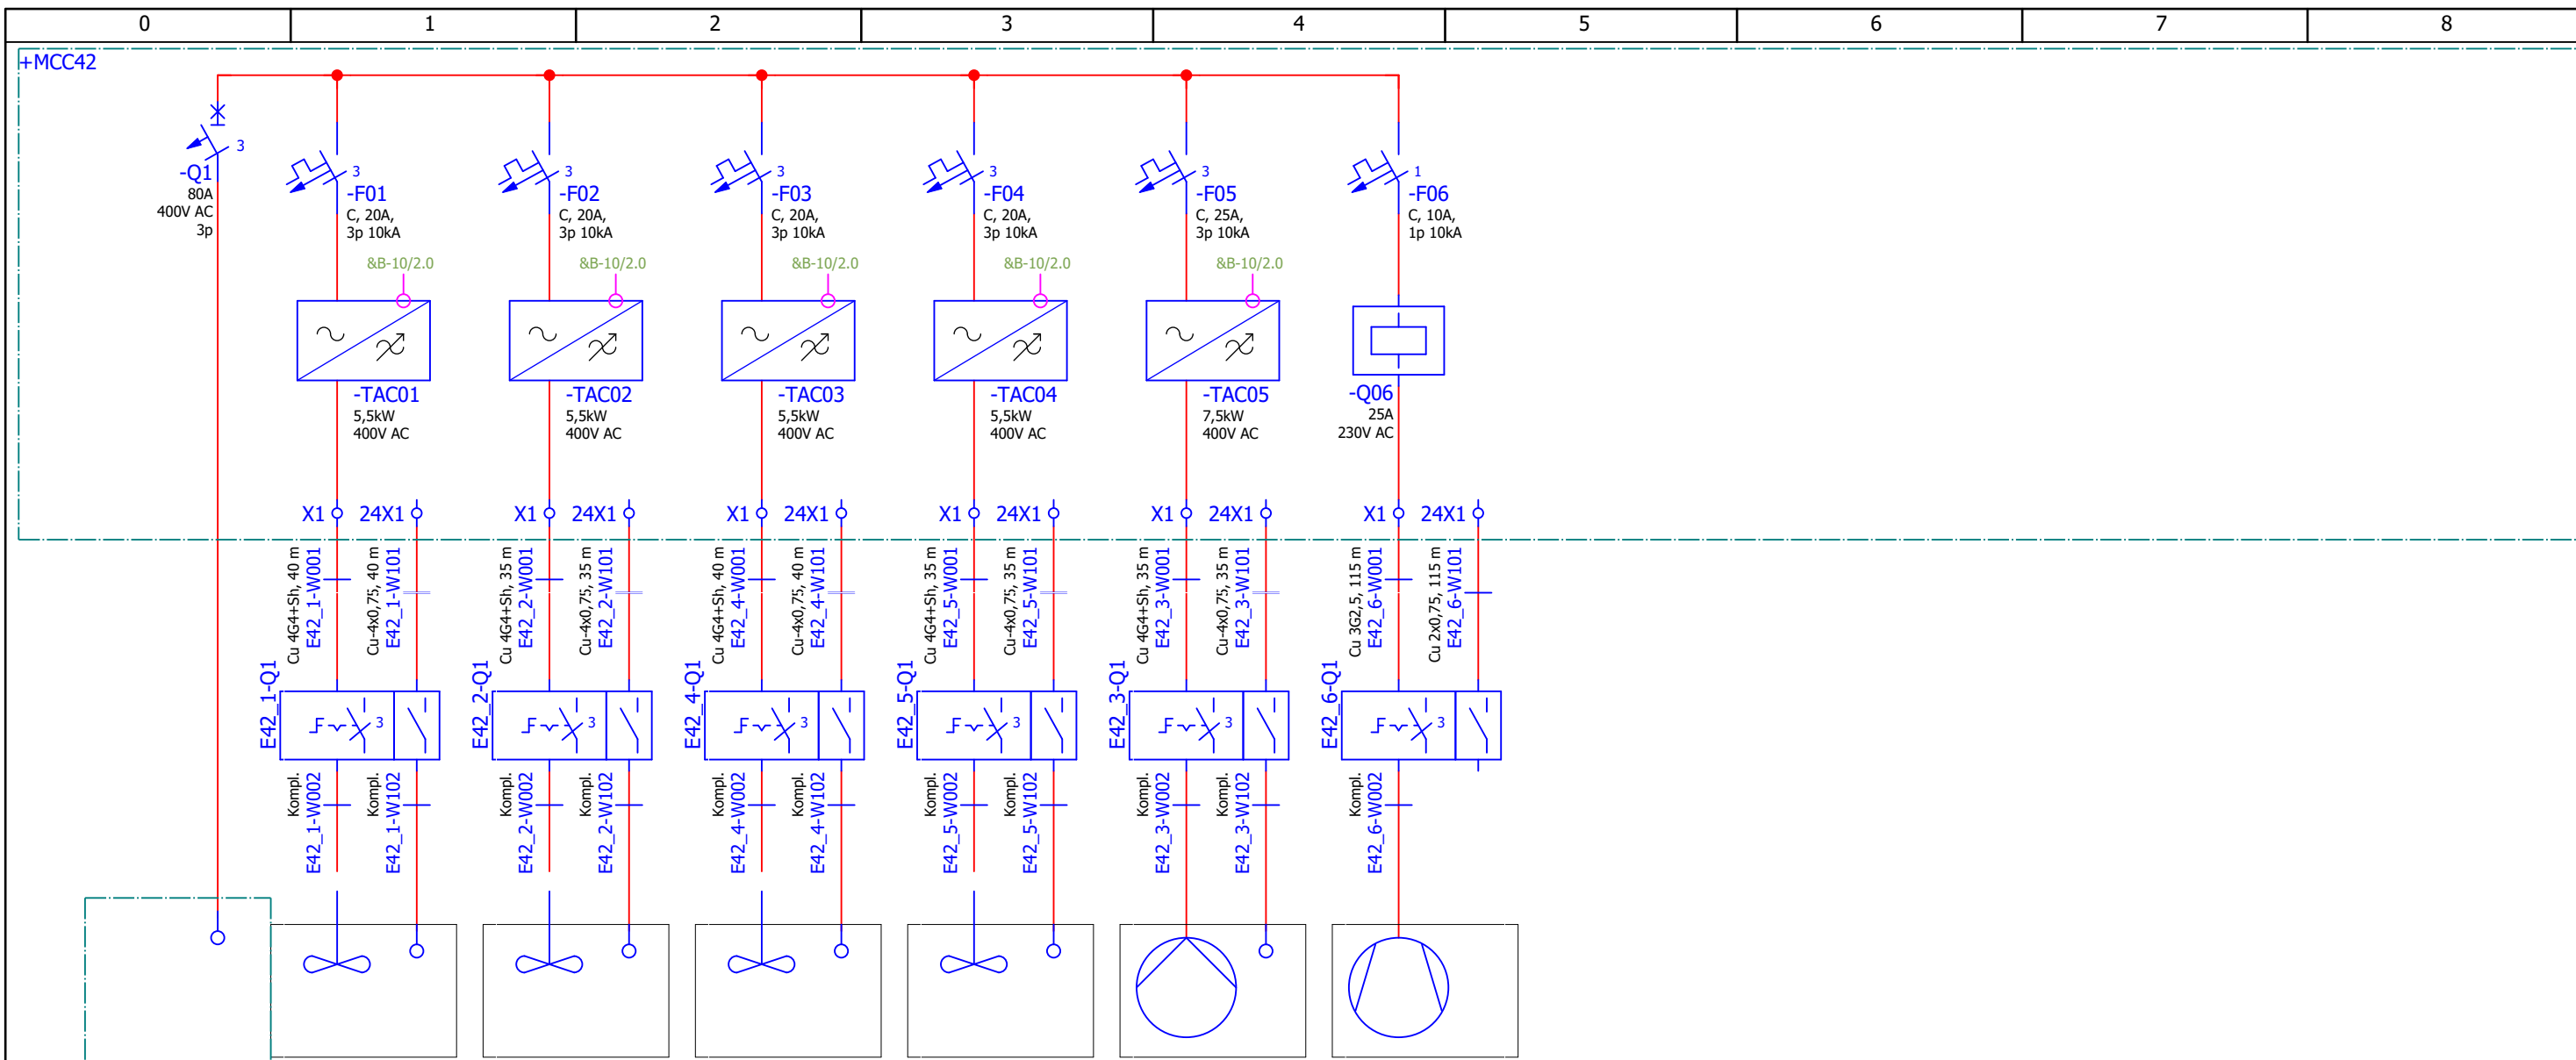 0 1 2 3 4 5 6 7 8
+MCC42
3
-Q1
80A
400V AC
3p
3
-F01
C, 20A,
3p 10kA
3
-F02
C, 20A,
3p 10kA
3
-F03
C, 20A,
3p 10kA
3
-F04
C, 20A,
3p 10kA
3
-F05
C, 25A,
3p 10kA
1
-F06
C, 10A,
1p 10kA
&B-10/2.0
&B-10/2.0
&B-10/2.0
&B-10/2.0
&B-10/2.0
-TAC01
5,5kW
400V AC
-TAC02
5,5kW
400V AC
-TAC03
5,5kW
400V AC
-TAC04
5,5kW
400V AC
-TAC05
7,5kW
400V AC
-Q06
25A
230V AC
X1 24X1
X1 24X1
X1 24X1
X1 24X1
X1 24X1
X1 24X1
Cu 4G4+Sh, 40 m
E42_1-W001
Cu-4x0,75, 40 m
E42_1-W101
Cu 4G4+Sh, 35 m
E42_2-W001
Cu-4x0,75, 35 m
E42_2-W101
Cu 4G4+Sh, 40 m
E42_4-W001
Cu-4x0,75, 40 m
E42_4-W101
Cu 4G4+Sh, 35 m
E42_5-W001
Cu-4x0,75, 35 m
E42_5-W101
Cu 4G4+Sh, 35 m
E42_3-W001
Cu-4x0,75, 35 m
E42_3-W101
Cu 3G2,5, 115 m
E42_6-W001
Cu 2x0,75, 115 m
E42_6-W101
E42_1-Q1
3
E42_2-Q1
3
E42_4-Q1
3
E42_5-Q1
3
E42_3-Q1
3
E42_6-Q1
3
Kompl.
E42_1-W002
Kompl.
E42_1-W102
Kompl.
E42_2-W002
Kompl.
E42_2-W102
Kompl.
E42_4-W002
Kompl.
E42_4-W102
Kompl.
E42_5-W002
Kompl.
E42_5-W102
Kompl.
E42_3-W002
Kompl.
E42_3-W102
Kompl.
E42_6-W002